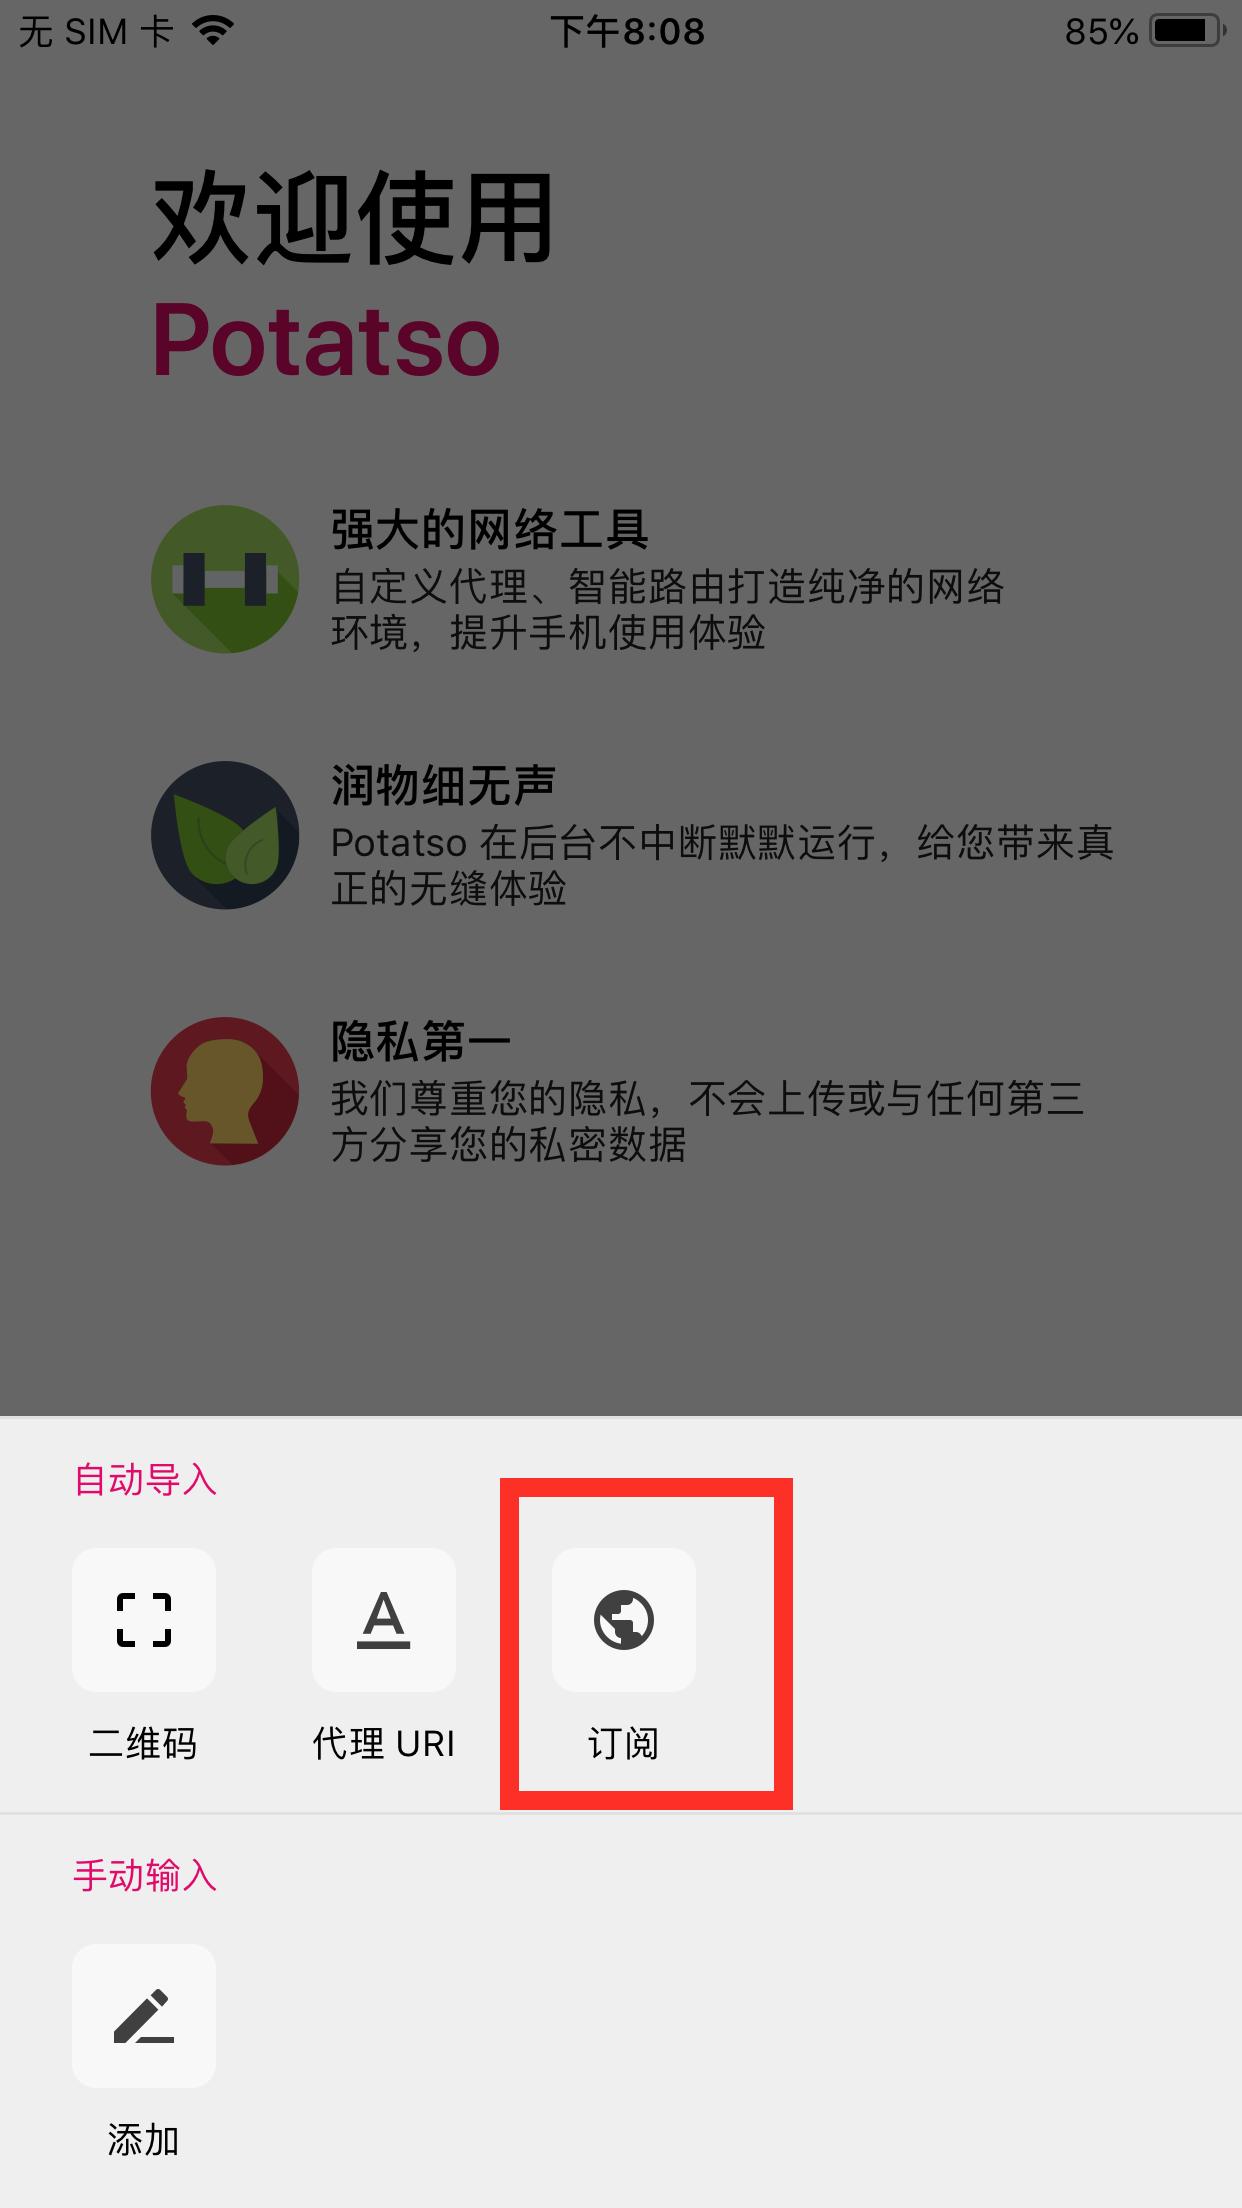 无 SIM 卡
下午8:08
85%
欢迎使用
Potatso
强大的网络工具
自定义代理、智能路由打造纯净的网络
环境，提升手机使用体验
润物细无声
Potatso 在后台不中断默默运行，给您带来真
正的无缝体验
隐私第一
我们尊重您的隐私，不会上传或与任何第三
方分享您的私密数据
自动导入
二维码
代理 URI
订阅
手动输入
添加